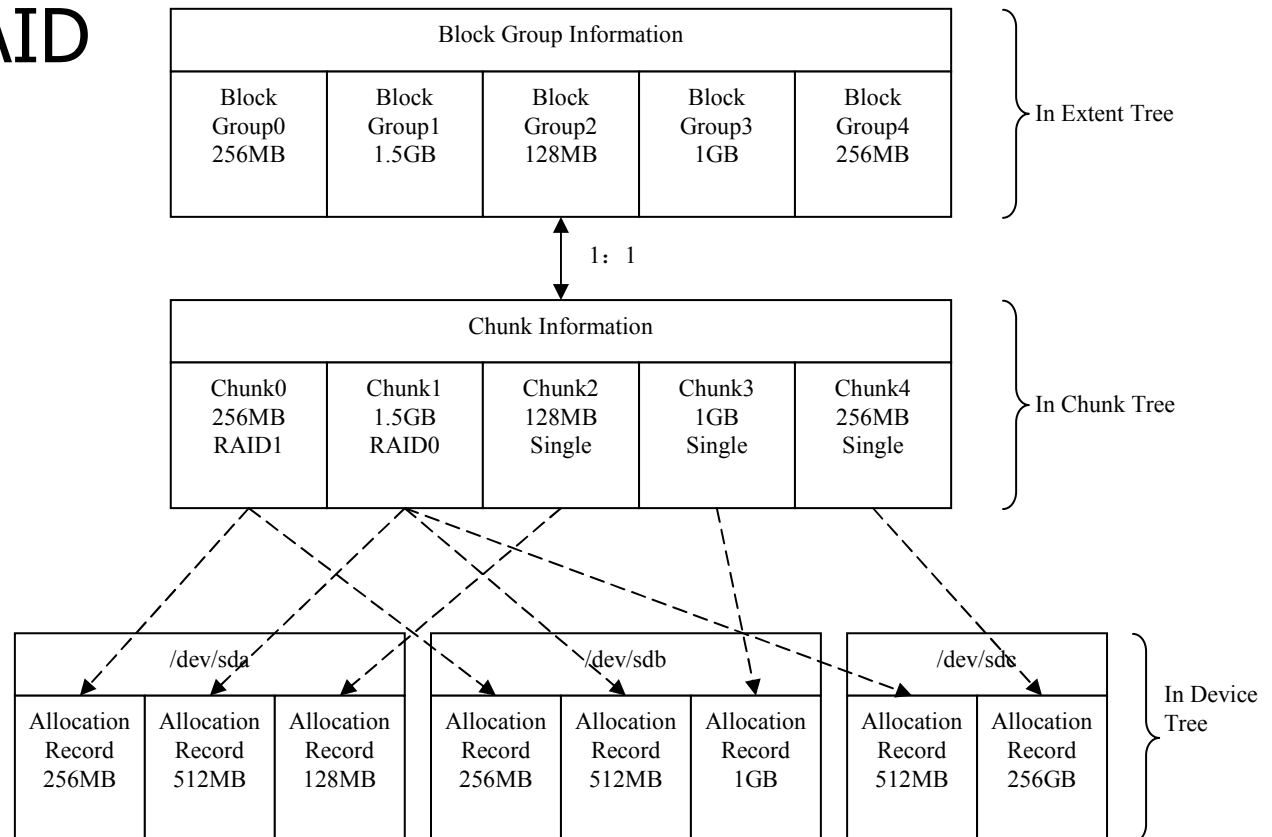 AID
Block Group Information
Block
Group0
256MB
Block
Group1
1.5GB
Block
Group2
128MB
Block
Group3
1GB
Block
Group4
256MB
In Extent Tree
1：1
Chunk Information
Chunk0
256MB
RAID1
Chunk1
1.5GB
RAID0
Chunk2
128MB
Single
Chunk3
1GB
Single
Chunk4
256MB
Single
In Chunk Tree
/dev/sda
Allocation
Record
256MB
Allocation
Record
512MB
Allocation
Record
128MB
/dev/sdb
Allocation
Record
256MB
Allocation
Record
512MB
Allocation
Record
1GB
/dev/sdc
Allocation
Record
512MB
Allocation
Record
256GB
In Device
Tree